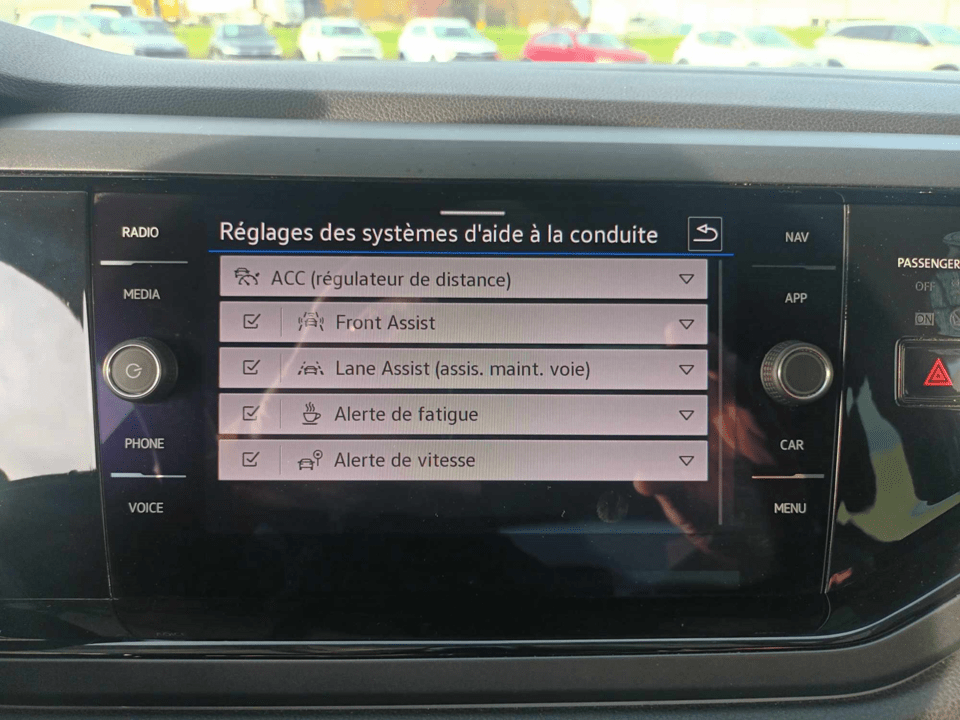 RADIO
MEDIA
PHONE
VOICE
Réglages des systèmes d'aide à la conduite
ACC (régulateur de distance)
Front Assist
Lane Assist (assis. maint. voie)
Alerte de fatigue
Alerte de vitesse
NAV
APP
CAR
MENU
PASSENGER
OFF
ON